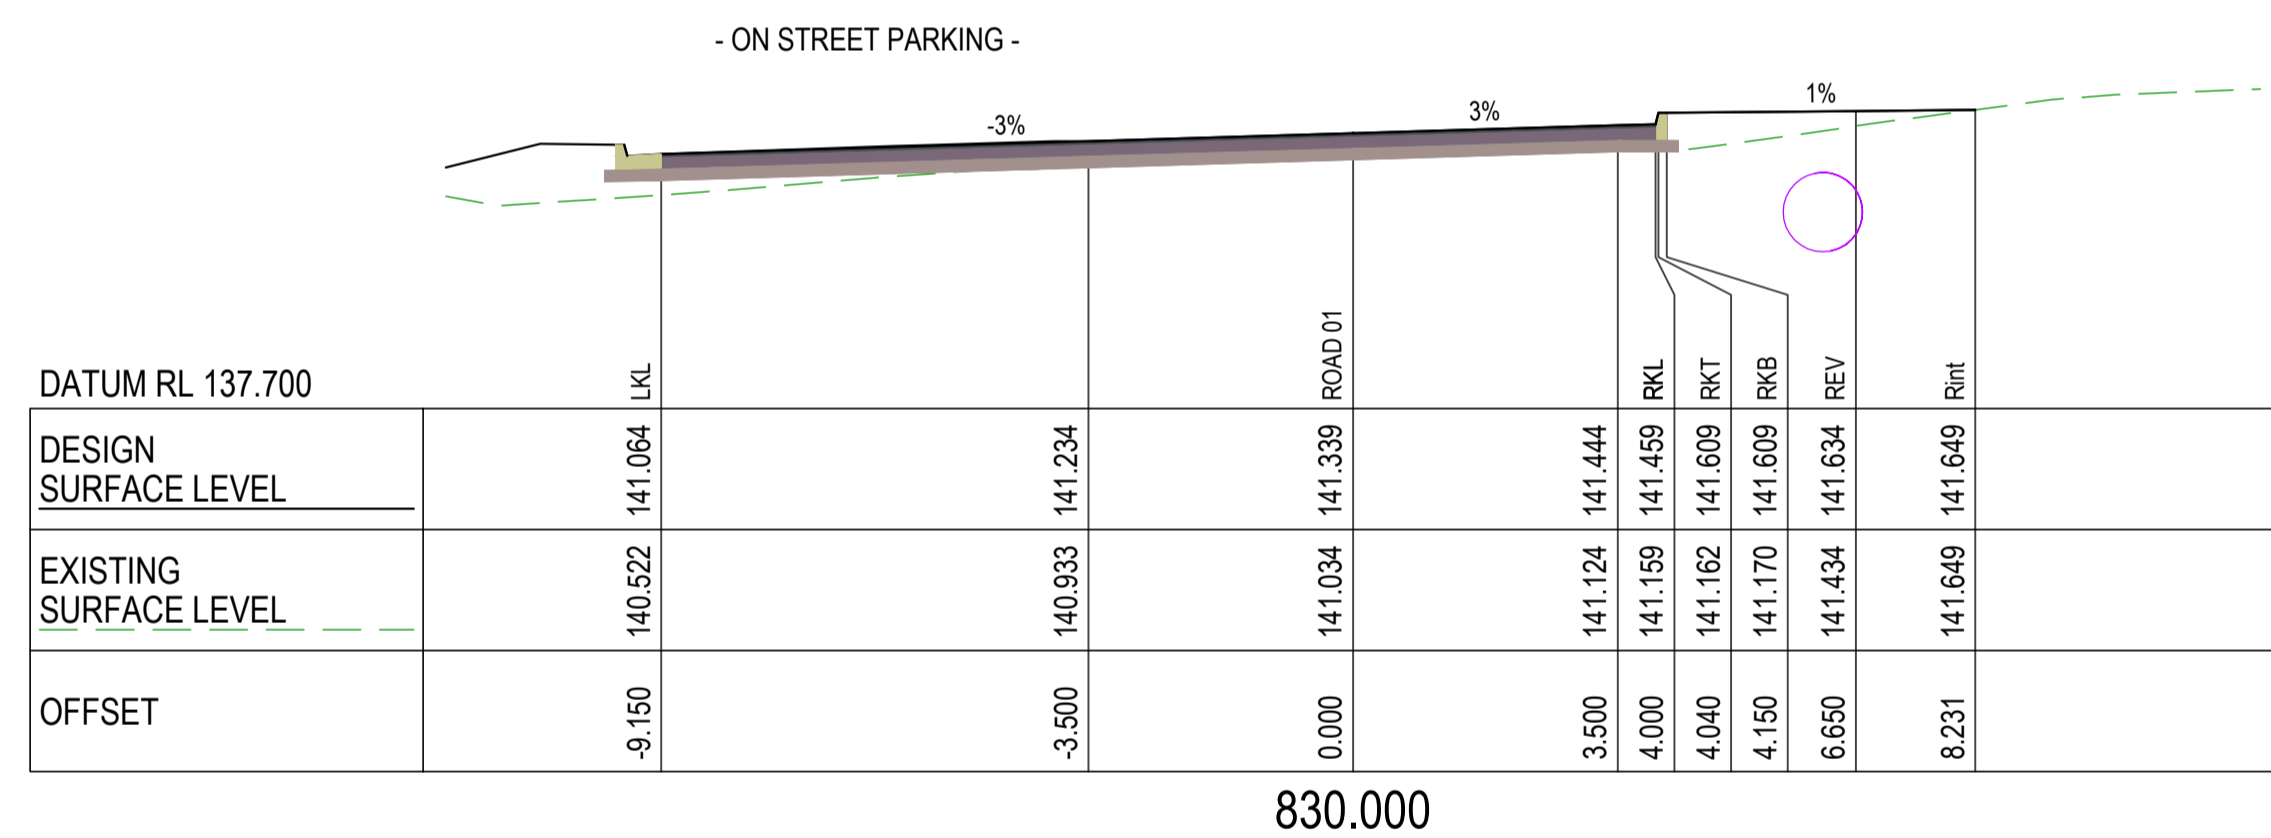 - ON STREET PARKING -
-3%
3%
1%
DATUM RL 137.700
LKL
ROAD 01
RKL
RKT
RKB
REV
Rint
DESIGN
SURFACE LEVEL
141.064
141.234
141.339
141.444
141.459
141.609
141.609
141.634
141.649
EXISTING
SURFACE LEVEL
140.522
140.933
141.034
141.124
141.159
141.162
141.170
141.434
141.649
OFFSET
-9.150
-3.500
0.000
3.500
4.000
4.040
4.150
6.650
8.231
830.000